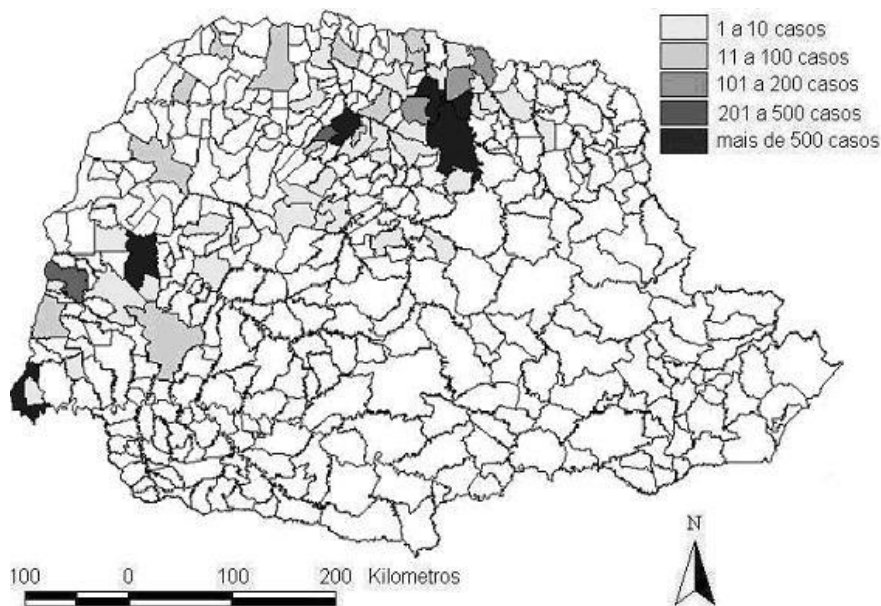 1 a 10 casos
11 a 100 casos
101 a 200 casos
201 a 500 casos
mais de 500 casos
N
100 0 100 200 Kilometros